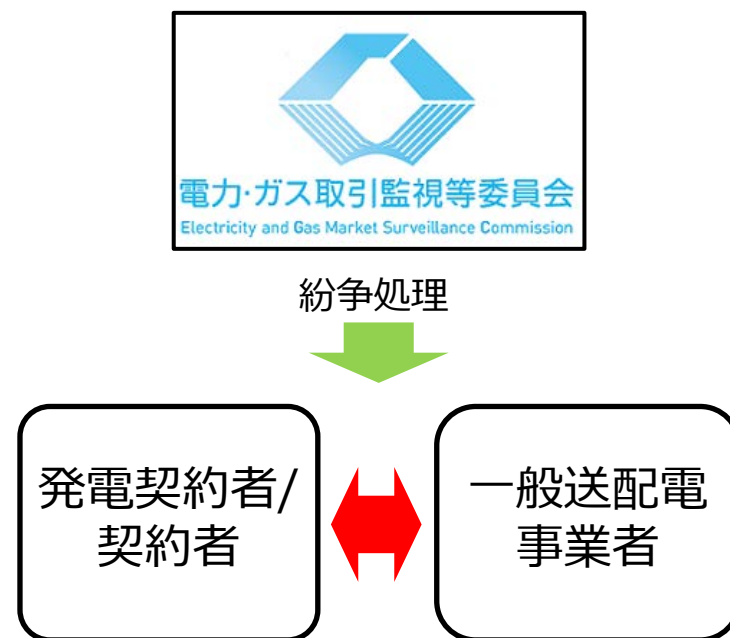 電力・ガス取引監視等委員会
Electricity and Gas Market Surveillance Commission
紛争処理
発電契約者/
契約者
一般送配電
事業者